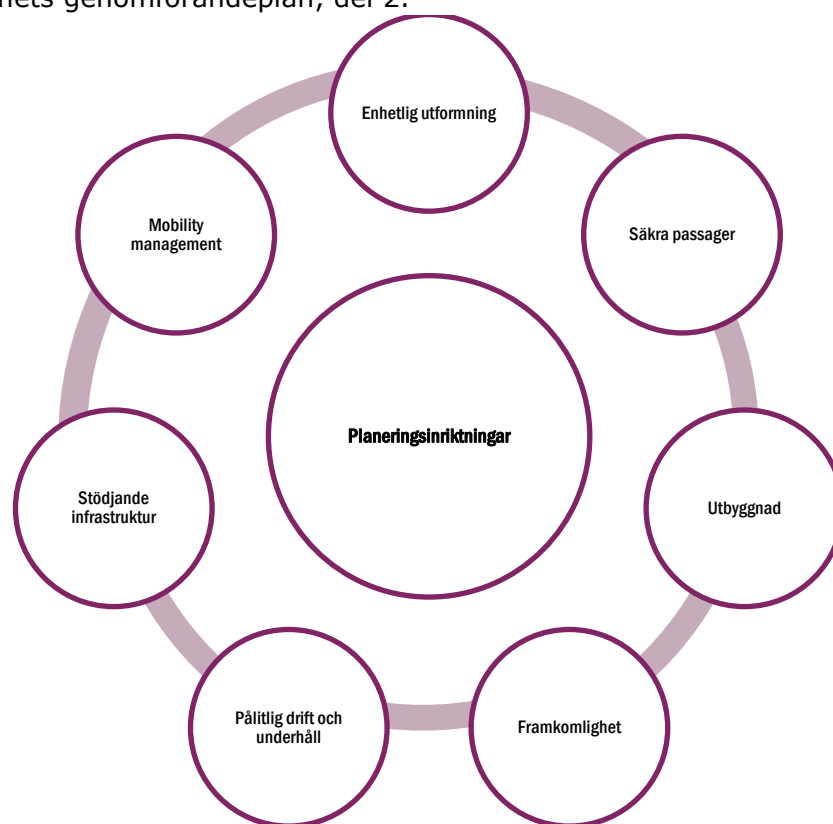 genomförandeplan, del 2.
Enhetlig utformning
Säkra passager
Utbyggnad
Framkomlighet
Pålitlig drift och
underhåll
Stödjande
infrastruktur
Mobility
management
Planeringsinriktningar